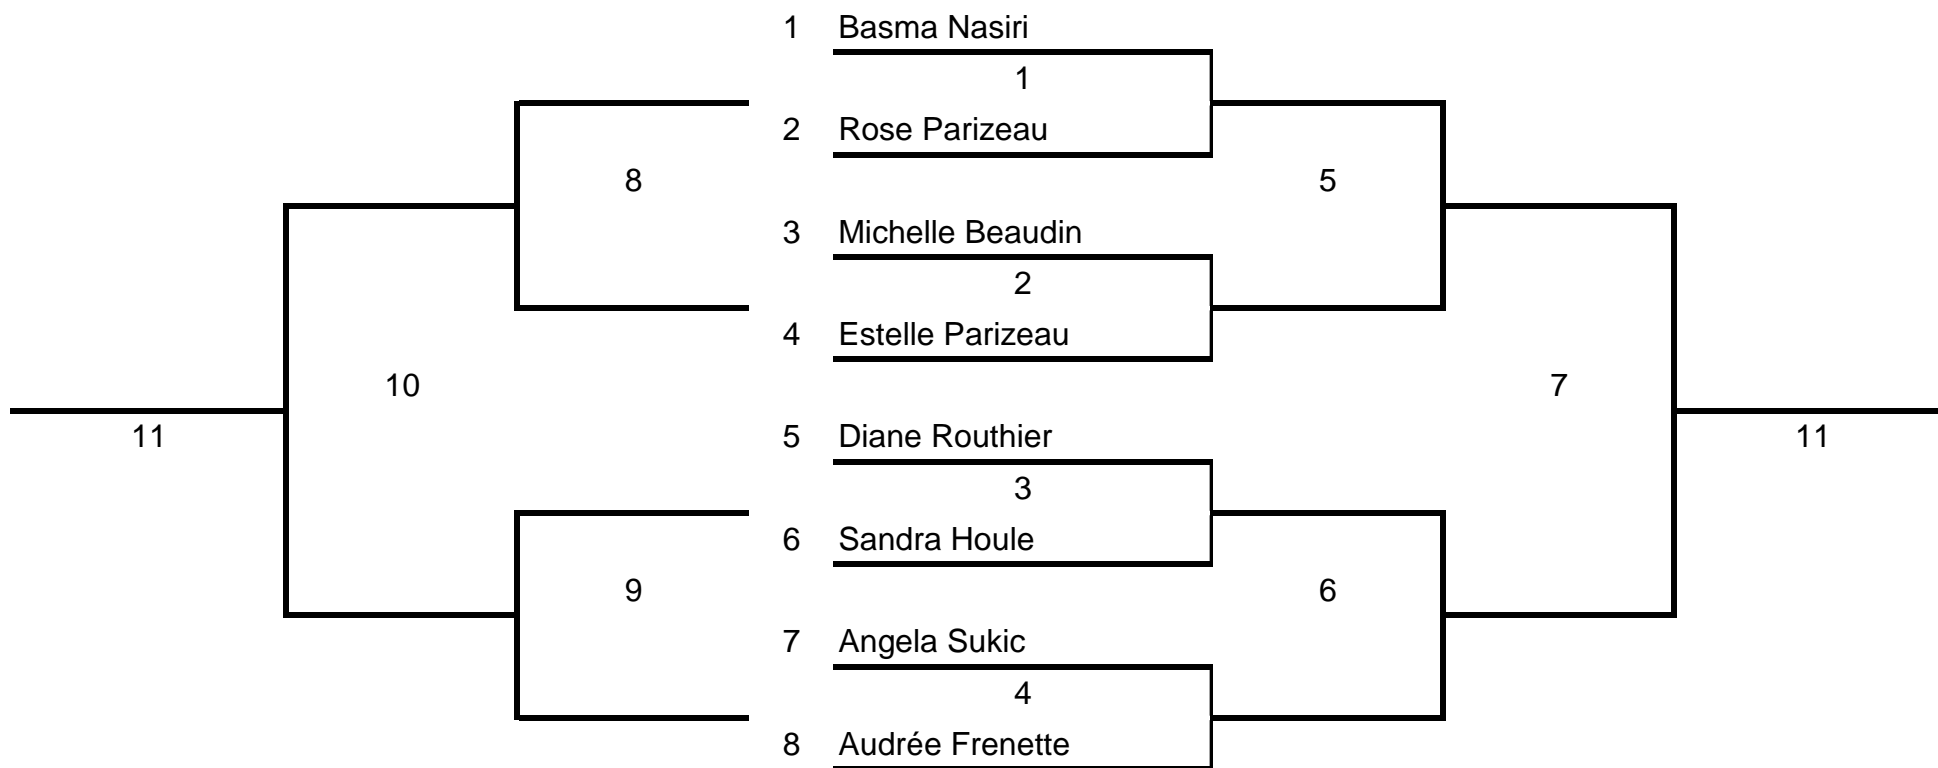 1 Basma Nasiri
1
2 Rose Parizeau
8 5
3 Michelle Beaudin
2
4 Estelle Parizeau
10 7
11 5 Diane Routhier 11
3
6 Sandra Houle
9 6
7 Angela Sukic
4
8 Audrée Frenette